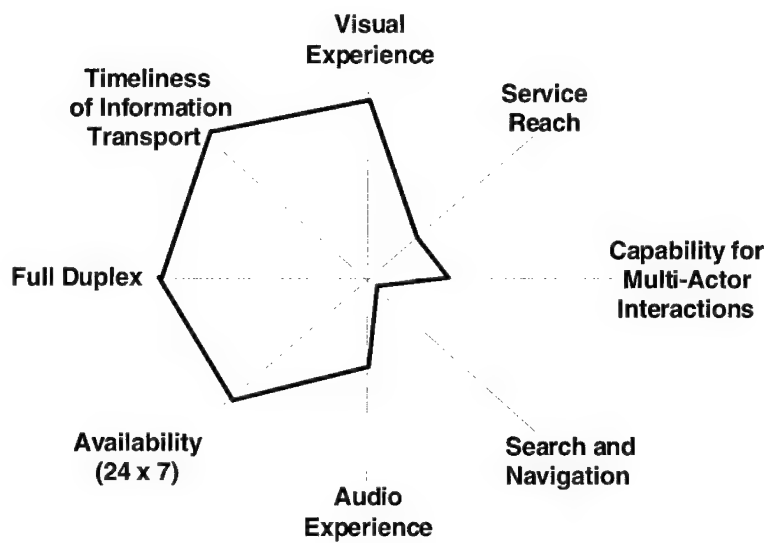 Visual
Experience
Timeliness
of Information
Transport
Service
Reach
Full Duplex
Capability for
Multi-Actor
Interactions
Availability
(24 x 7)
Search and
Navigation
Audio
Experience